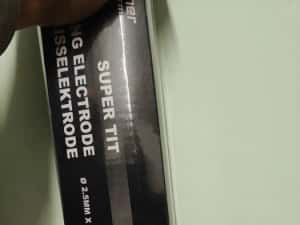 SUPER TIT
NG ELECTRODE
ISSELEKTRODE
Ø 2.5MM X